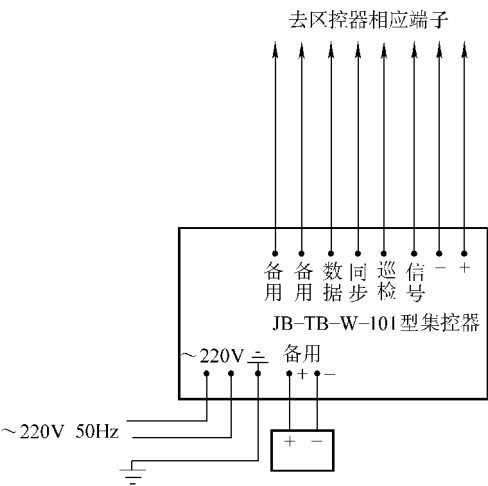 去区控器相应端子
备用 备用 数据 同步 巡检 信号 − +
JB-TB-W-101型集控器
～220V 备用
+ −
～220V 50Hz
+ −